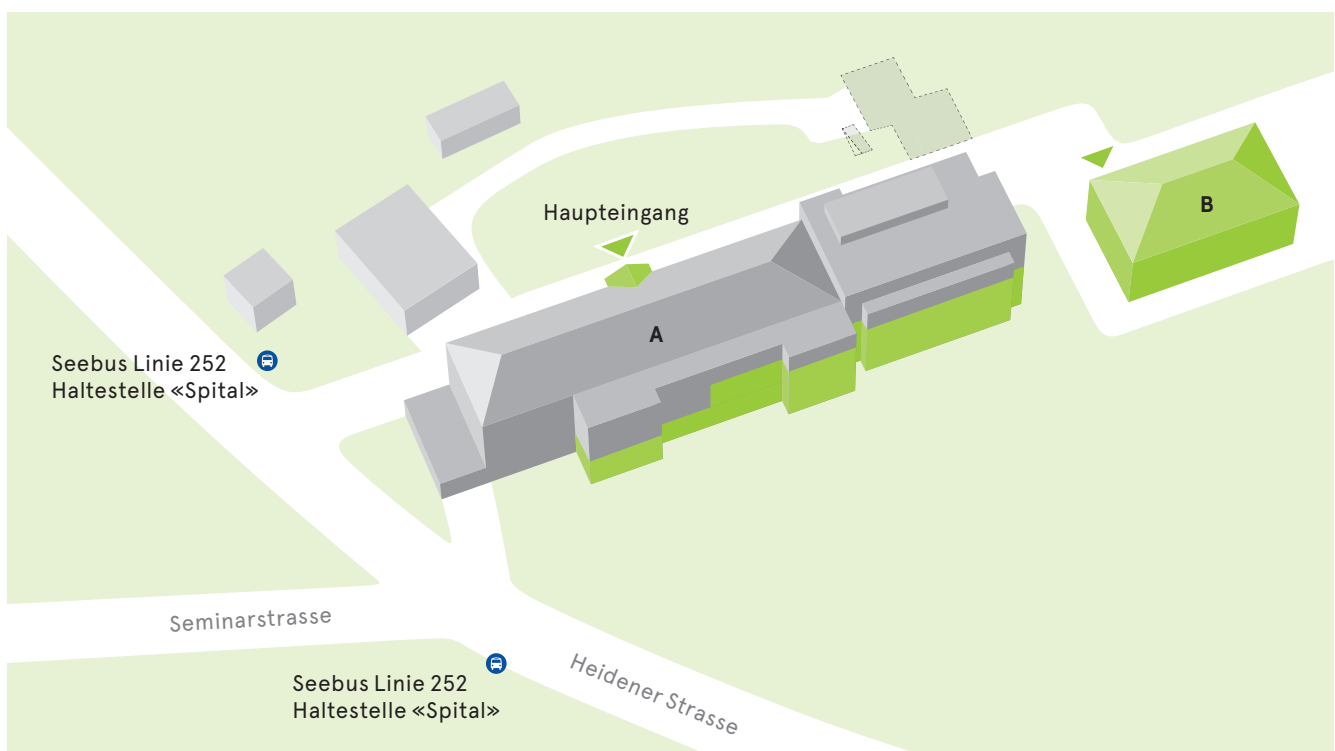 Haupteingang
B
A
Seebus Linie 252
Haltestelle «Spital»
Seminarstrasse
Heidener Strasse
Seebus Linie 252
Haltestelle «Spital»